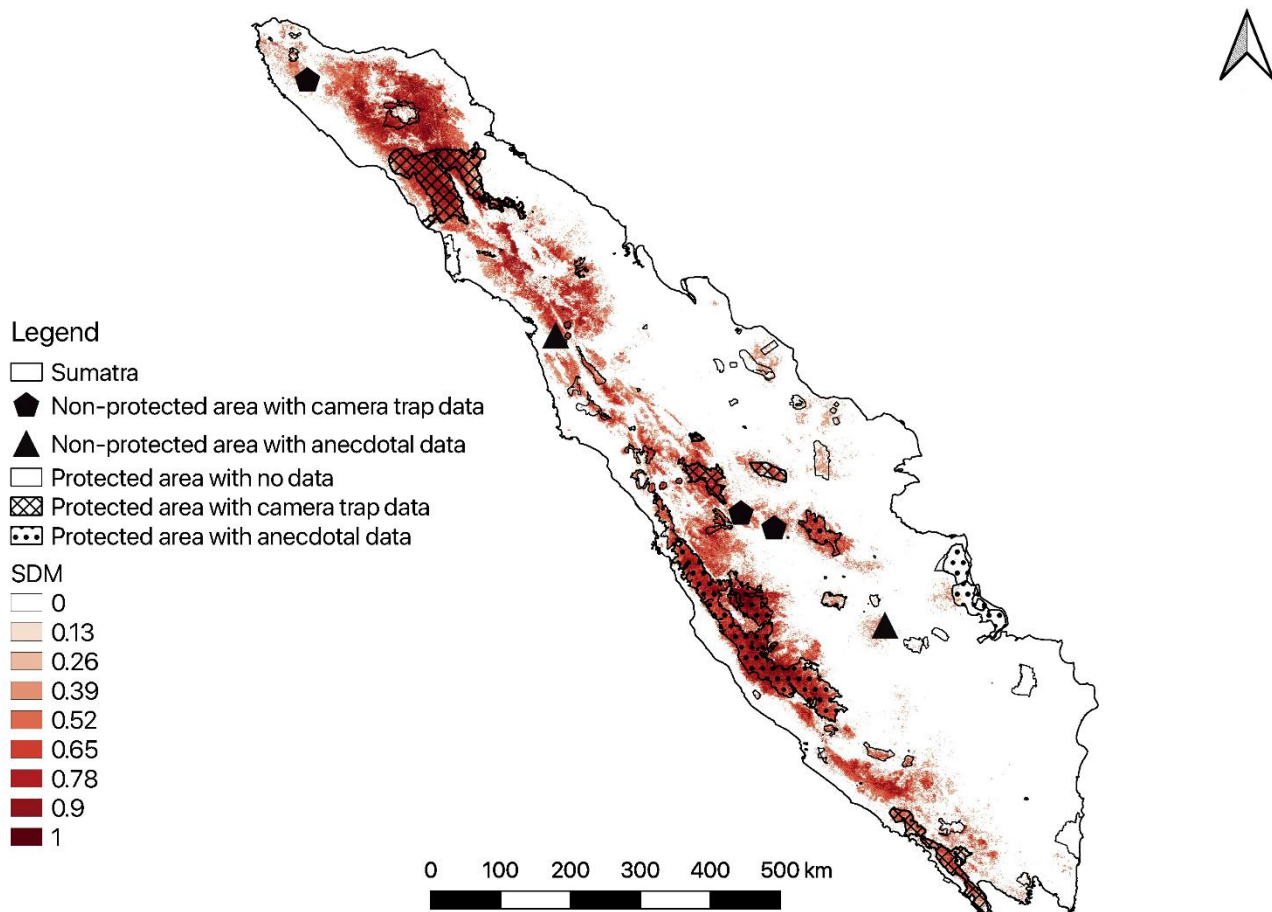 Legend
Sumatra
Non-protected area with camera trap data
Non-protected area with anecdotal data
Protected area with no data
Protected area with camera trap data
Protected area with anecdotal data
SDM
0
0.13
0.26
0.39
0.52
0.65
0.78
0.9
1
0 100 200 300 400 500 km